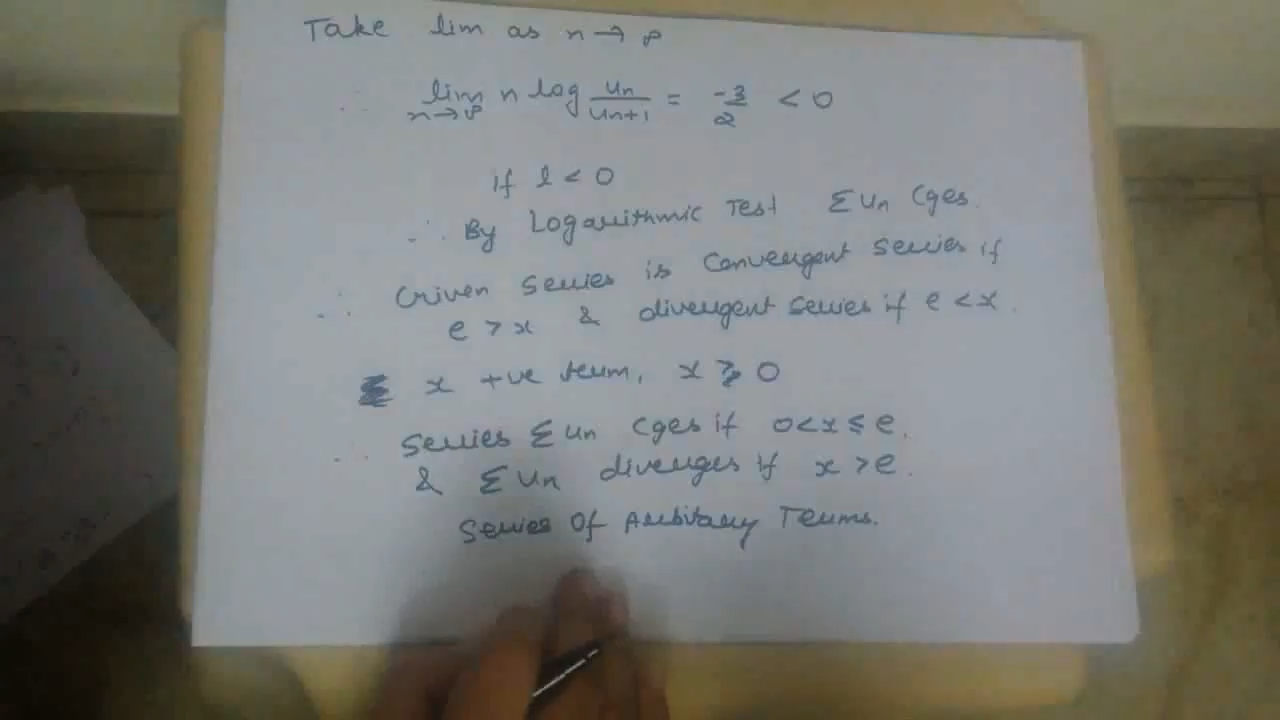 Take lim as n → ∞
∴ lim n→∞ n log un/un+1 = -3/2 < 0
if l < 0
∴ By Logarithmic Test Σun Cges.
∴ Given series is convergent series if
e > x & divergent series if e < x.
x +ve term, x ≥ 0
∴ series Σun Cges if 0<x≤e.
& Σun diverges if x >e.
Series Of Arbitary Terms.